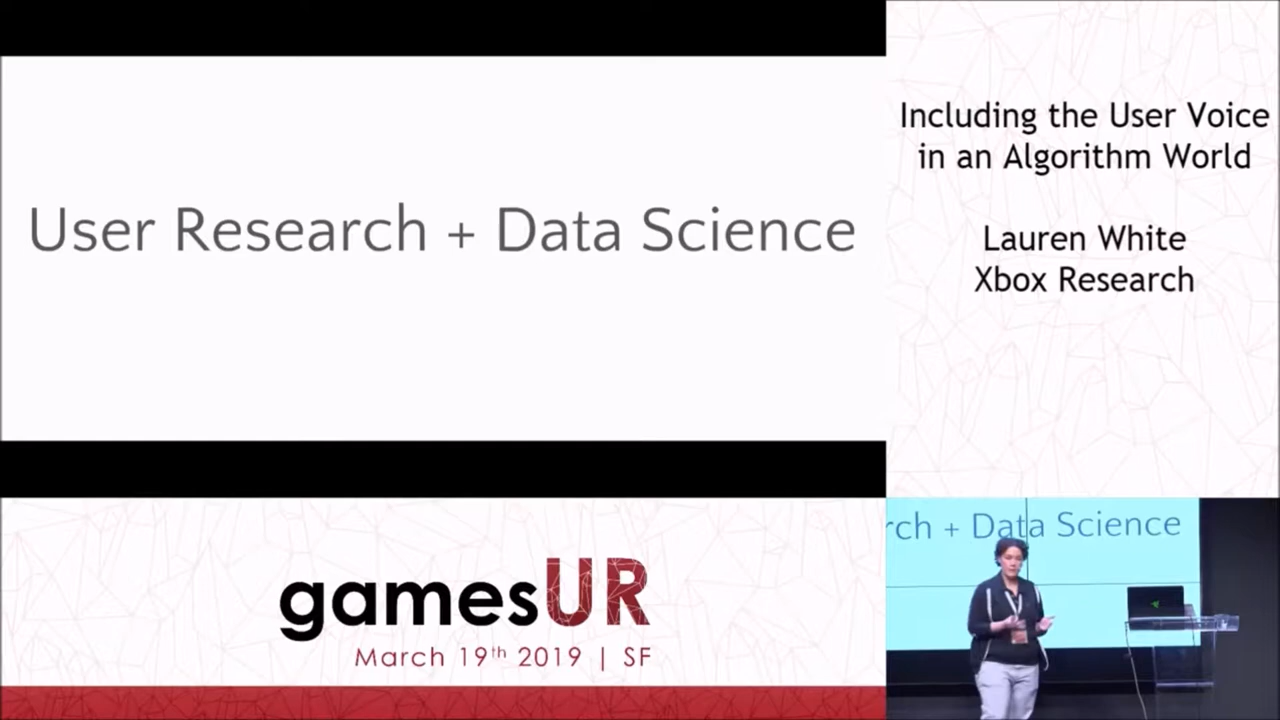 User Research + Data Science
Including the User Voice
in an Algorithm World
Lauren White
Xbox Research
rch + Data Science
gamesUR
March 19th 2019 | SF